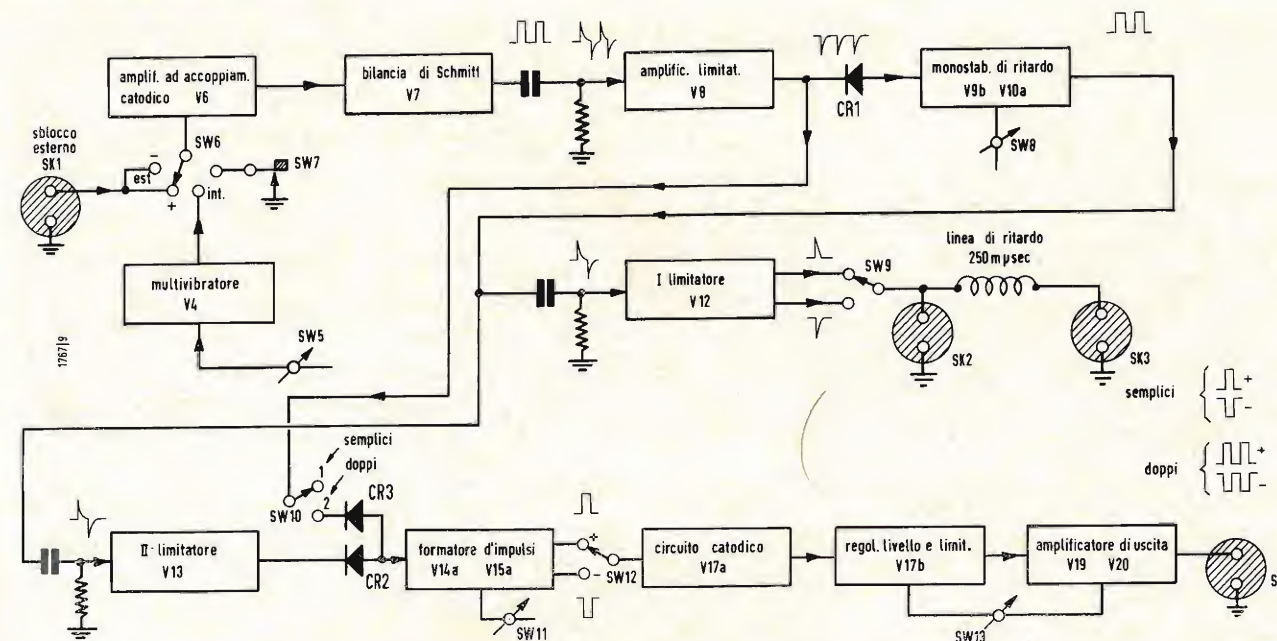 amplif. ad accoppiam.
catodico V6
bilancia di Schmitt
V7
amplific. limitat.
V8
CR1
monostab. di ritardo
V9b V10a
SW8
sblocco
esterno
SK1
SW6
−
est
+
int.
SW7
multivibratore
V4
SW5
1767/9
I limitatore
V12
SW9
linea di ritardo
250 mμsec
SK2
SK3
semplici
+
−
doppi
+
−
semplici
doppi
1
2
SW10
CR3
CR2
II· limitatore
V13
formatore d'impulsi
V14a V15a
SW11
+
−
SW12
circuito catodico
V17a
regol. livello e limit.
V17b
SW13
amplificatore di uscita
V19 V20